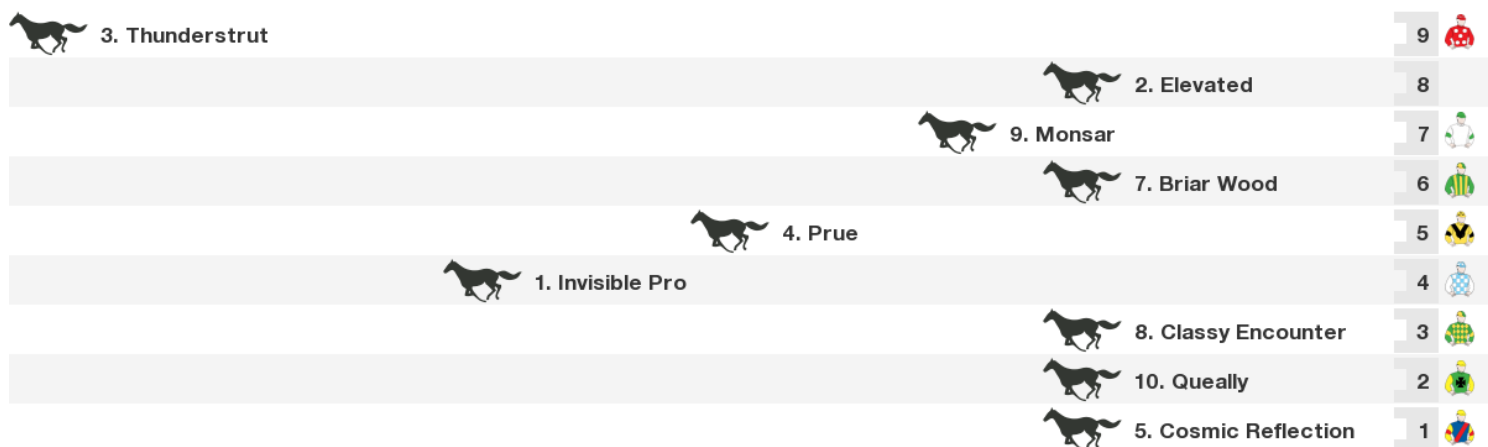 3. Thunderstrut 9
2. Elevated 8
9. Monsar 7
7. Briar Wood 6
4. Prue 5
1. Invisible Pro 4
8. Classy Encounter 3
10. Queally 2
5. Cosmic Reflection 1